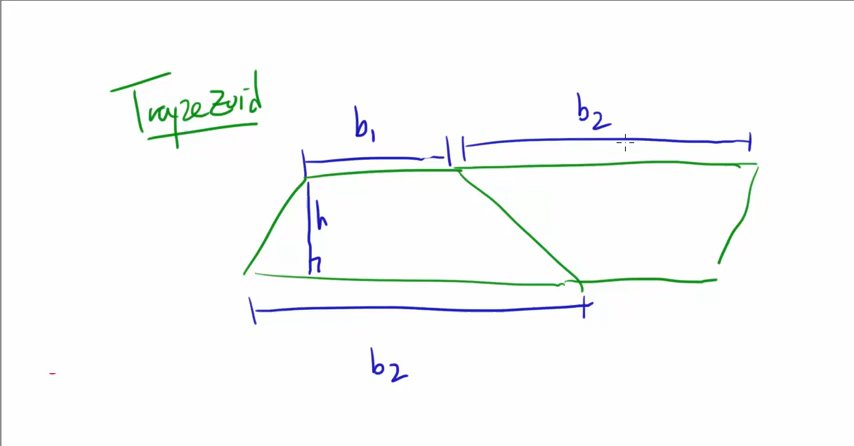 Trapezoid
b₁
b₂
h
b₂